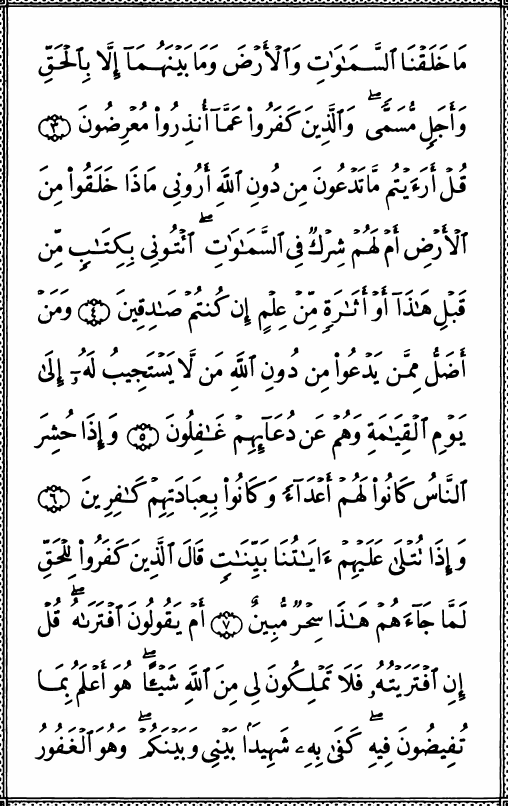 مَا خَلَقْنَا ٱلسَّمَٰوَٰتِ وَٱلْأَرْضَ وَمَا بَيْنَهُمَآ إِلَّا بِٱلْحَقِّ
وَأَجَلٍ مُّسَمًّى ۖ وَٱلَّذِينَ كَفَرُوا۟ عَمَّآ أُنذِرُوا۟ مُعْرِضُونَ ﴿٣﴾
قُلْ أَرَءَيْتُم مَّا تَدْعُونَ مِن دُونِ ٱللَّهِ أَرُونِى مَاذَا خَلَقُوا۟ مِنَ
ٱلْأَرْضِ أَمْ لَهُمْ شِرْكٌ فِى ٱلسَّمَٰوَٰتِ ۖ ٱئْتُونِى بِكِتَٰبٍ مِّن
قَبْلِ هَٰذَآ أَوْ أَثَٰرَةٍ مِّنْ عِلْمٍ إِن كُنتُمْ صَٰدِقِينَ ﴿٤﴾ وَمَنْ
أَضَلُّ مِمَّن يَدْعُوا۟ مِن دُونِ ٱللَّهِ مَن لَّا يَسْتَجِيبُ لَهُۥٓ إِلَىٰ
يَوْمِ ٱلْقِيَٰمَةِ وَهُمْ عَن دُعَآئِهِمْ غَٰفِلُونَ ﴿٥﴾ وَإِذَا حُشِرَ
ٱلنَّاسُ كَانُوا۟ لَهُمْ أَعْدَآءً وَكَانُوا۟ بِعِبَادَتِهِمْ كَٰفِرِينَ ﴿٦﴾
وَإِذَا تُتْلَىٰ عَلَيْهِمْ ءَايَٰتُنَا بَيِّنَٰتٍ قَالَ ٱلَّذِينَ كَفَرُوا۟ لِلْحَقِّ
لَمَّا جَآءَهُمْ هَٰذَا سِحْرٌ مُّبِينٌ ﴿٧﴾ أَمْ يَقُولُونَ ٱفْتَرَىٰهُ ۖ قُلْ
إِنِ ٱفْتَرَيْتُهُۥ فَلَا تَمْلِكُونَ لِى مِنَ ٱللَّهِ شَيْـًٔا ۖ هُوَ أَعْلَمُ بِمَا
تُفِيضُونَ فِيهِ ۖ كَفَىٰ بِهِۦ شَهِيدًۢا بَيْنِى وَبَيْنَكُمْ ۖ وَهُوَ ٱلْغَفُورُ